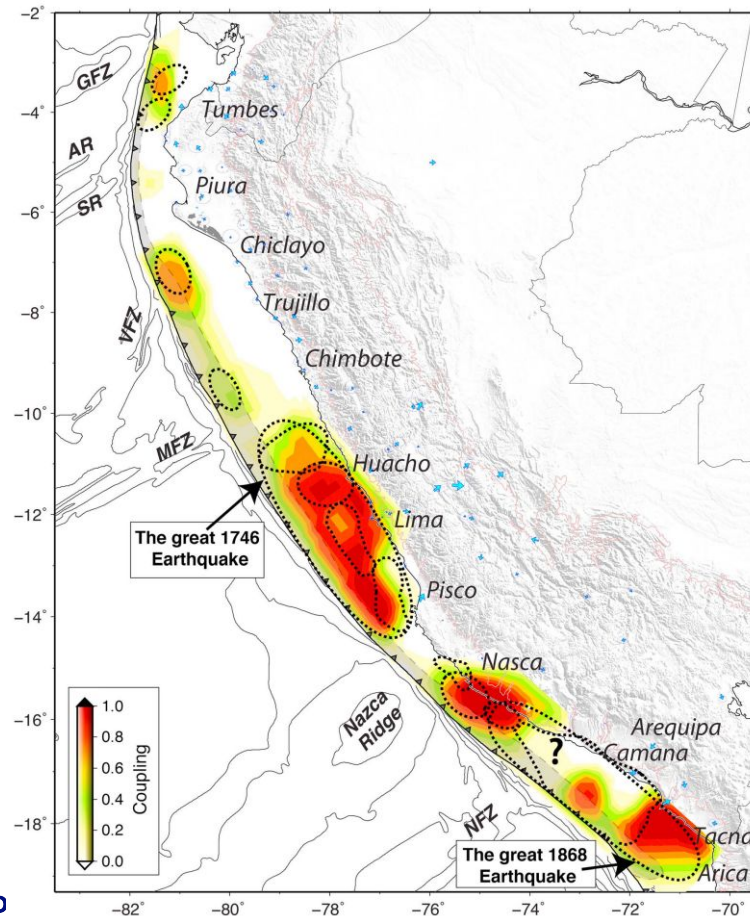 −2˚
−4˚
−6˚
−8˚
−10˚
−12˚
−14˚
−16˚
−18˚
GFZ
AR
SR
VFZ
MFZ
Tumbes
Piura
Chiclayo
Trujillo
Chimbote
Huacho
Lima
Pisco
The great 1746
Earthquake
Nasca
Nazca
Ridge
Arequipa
Camana
?
NFZ
Tacna
Arica
The great 1868
Earthquake
1.0
0.8
0.6
0.4
0.2
0.0
Coupling
−82˚
−80˚
−78˚
−76˚
−74˚
−72˚
−70˚